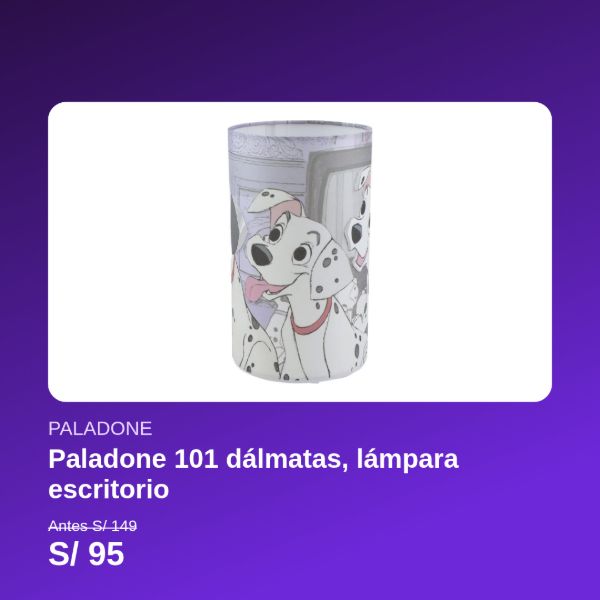 PALADONE
Paladone 101 dálmatas, lámpara
escritorio
Antes S/ 149
S/ 95